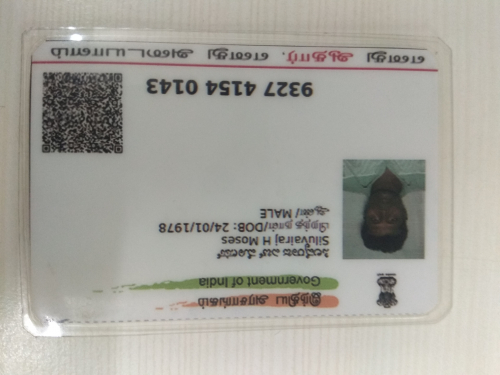 இந்திய அரசாங்கம்
Government of India
Siluvairaj H Moses
பிறந்த நாள்/DOB: 24/01/1978
ஆண்/ MALE
9327 4154 0143
எனது ஆதார், எனது அடையாளம்